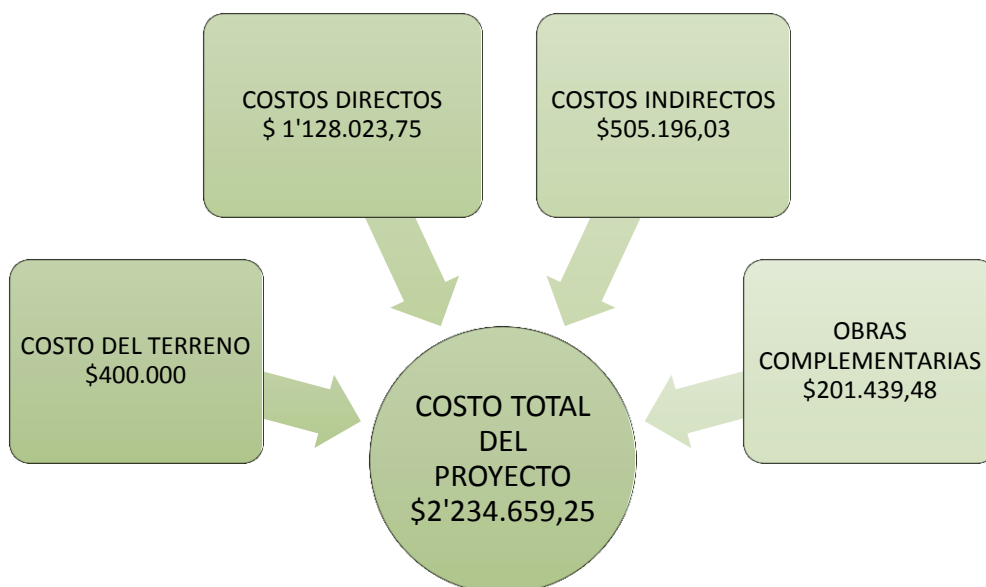 COSTOS DIRECTOS
$ 1'128.023,75
COSTOS INDIRECTOS
$505.196,03
COSTO DEL TERRENO
$400.000
OBRAS
COMPLEMENTARIAS
$201.439,48
COSTO TOTAL
DEL
PROYECTO
$2'234.659,25